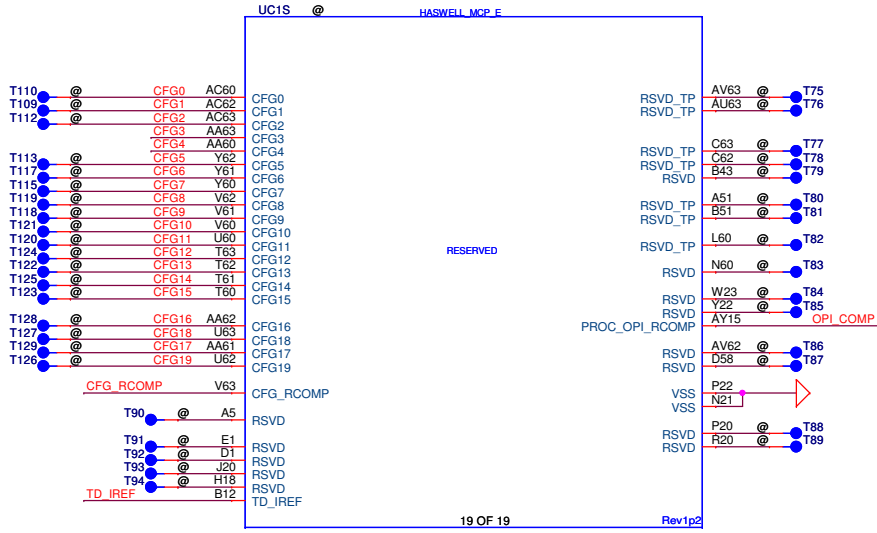 UC1S @ HASWELL_MCP_E
T110 @ CFG0 AC60 CFG0 RSVD_TP AV63 @ T75
T109 @ CFG1 AC62 CFG1 RSVD_TP AU63 @ T76
T112 @ CFG2 AC63 CFG2
CFG3 AA63 CFG3
CFG4 AA60 CFG4 RSVD_TP C63 @ T77
T113 @ CFG5 Y62 CFG5 RSVD_TP C62 @ T78
T117 @ CFG6 Y61 CFG6 RSVD B43 @ T79
T115 @ CFG7 Y60 CFG7
T119 @ CFG8 V62 CFG8 RSVD_TP A51 @ T80
T118 @ CFG9 V61 CFG9 RSVD_TP B51 @ T81
T121 @ CFG10 V60 CFG10
T120 @ CFG11 U60 CFG11 RSVD_TP L60 @ T82
RESERVED
T124 @ CFG12 T63 CFG12
T122 @ CFG13 T62 CFG13 RSVD N60 @ T83
T125 @ CFG14 T61 CFG14
T123 @ CFG15 T60 CFG15 RSVD W23 @ T84
RSVD Y22 @ T85
T128 @ CFG16 AA62 CFG16 PROC_OPI_RCOMP AY15 OPI_COMP
T127 @ CFG18 U63 CFG18
T129 @ CFG17 AA61 CFG17 RSVD AV62 @ T86
T126 @ CFG19 U62 CFG19 RSVD D58 @ T87
CFG_RCOMP V63 CFG_RCOMP VSS P22
VSS N21
T90 @ A5 RSVD
RSVD P20 @ T88
T91 @ E1 RSVD RSVD R20 @ T89
T92 @ D1 RSVD
T93 @ J20 RSVD
T94 @ H18 RSVD
TD_IREF B12 TD_IREF
19 OF 19 Rev1p2